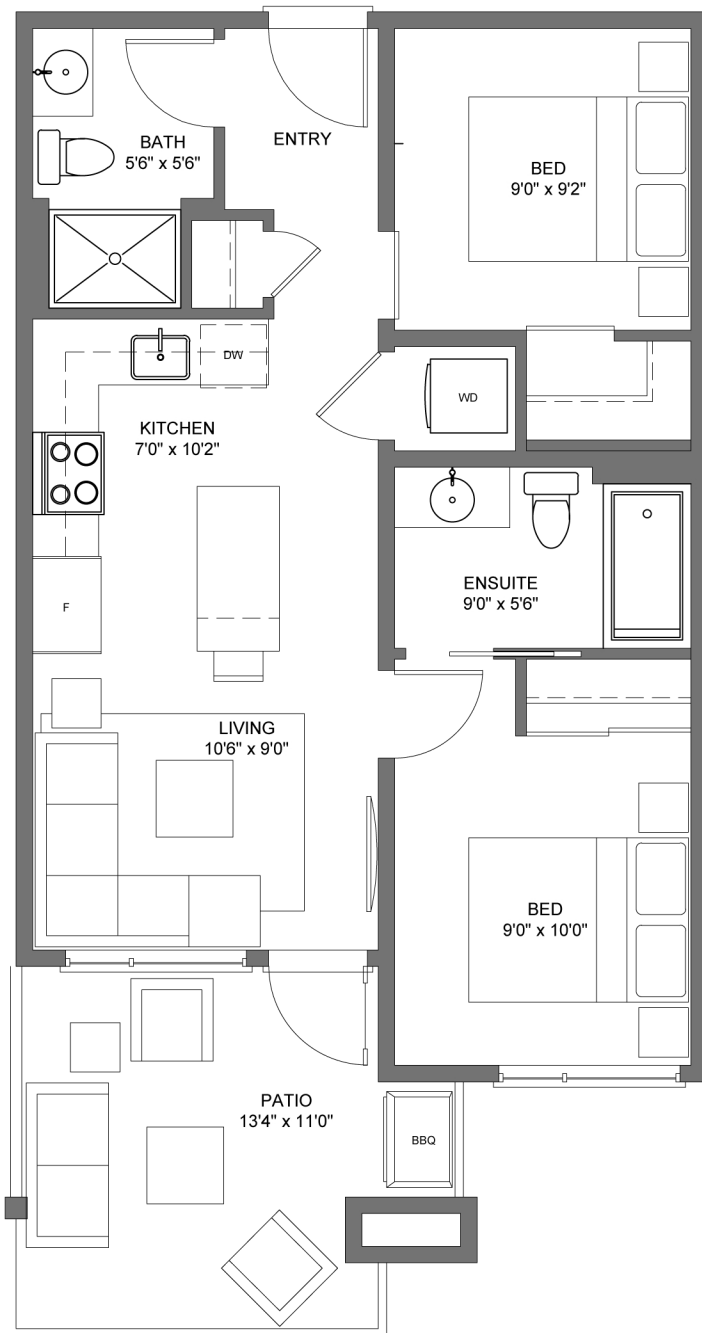 BATH
5'6" x 5'6"
ENTRY
BED
9'0" x 9'2"
DW
WD
KITCHEN
7'0" x 10'2"
ENSUITE
9'0" x 5'6"
F
LIVING
10'6" x 9'0"
BED
9'0" x 10'0"
PATIO
13'4" x 11'0"
BBQ